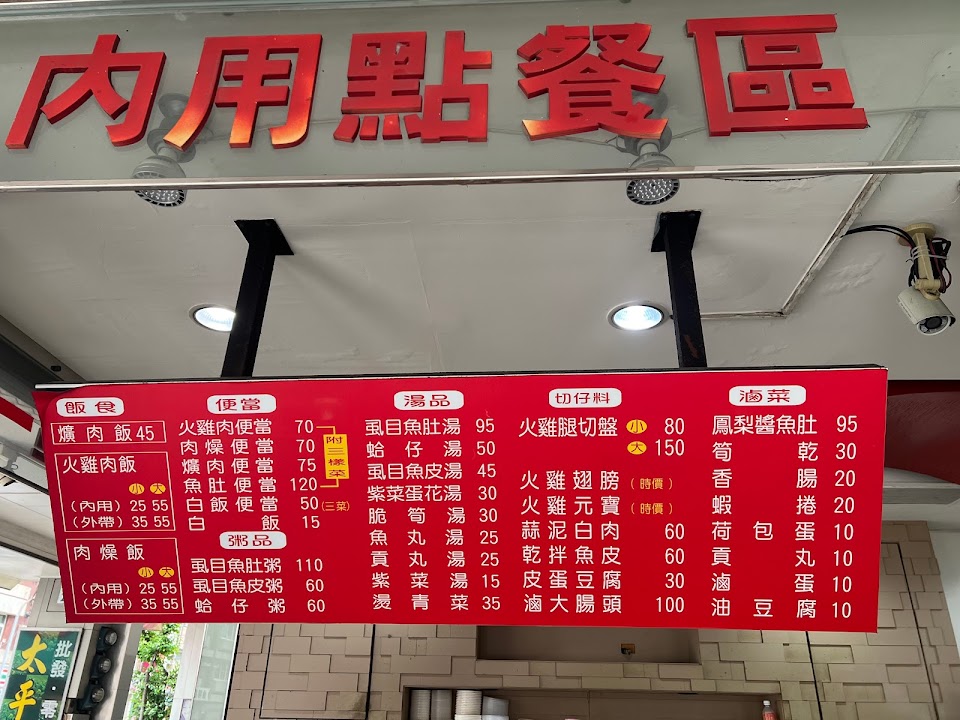 內用點餐區
飯食
爌肉飯45
火雞肉飯
小 大
(內用) 25 55
(外帶) 35 55
肉燥飯
小 大
(內用) 25 55
(外帶) 35 55
便當
火雞肉便當 70
肉燥便當 70
爌肉便當 75
魚肚便當 120
附三樣菜
白飯便當 50(三菜)
白飯 15
粥品
虱目魚肚粥 110
虱目魚皮粥 60
蛤仔粥 60
湯品
虱目魚肚湯 95
蛤仔湯 50
虱目魚皮湯 45
紫菜蛋花湯 30
脆筍湯 30
魚丸湯 25
貢丸湯 25
紫菜湯 15
燙青菜 35
切仔料
火雞腿切盤 小 80
大 150
火雞翅膀 (時價)
火雞元寶 (時價)
蒜泥白肉 60
乾拌魚皮 60
皮蛋豆腐 30
滷大腸頭 100
滷菜
鳳梨醬魚肚 95
筍乾 30
香腸 20
蝦捲 20
荷包蛋 10
貢丸 10
滷蛋 10
油豆腐 10
批發·零
太平